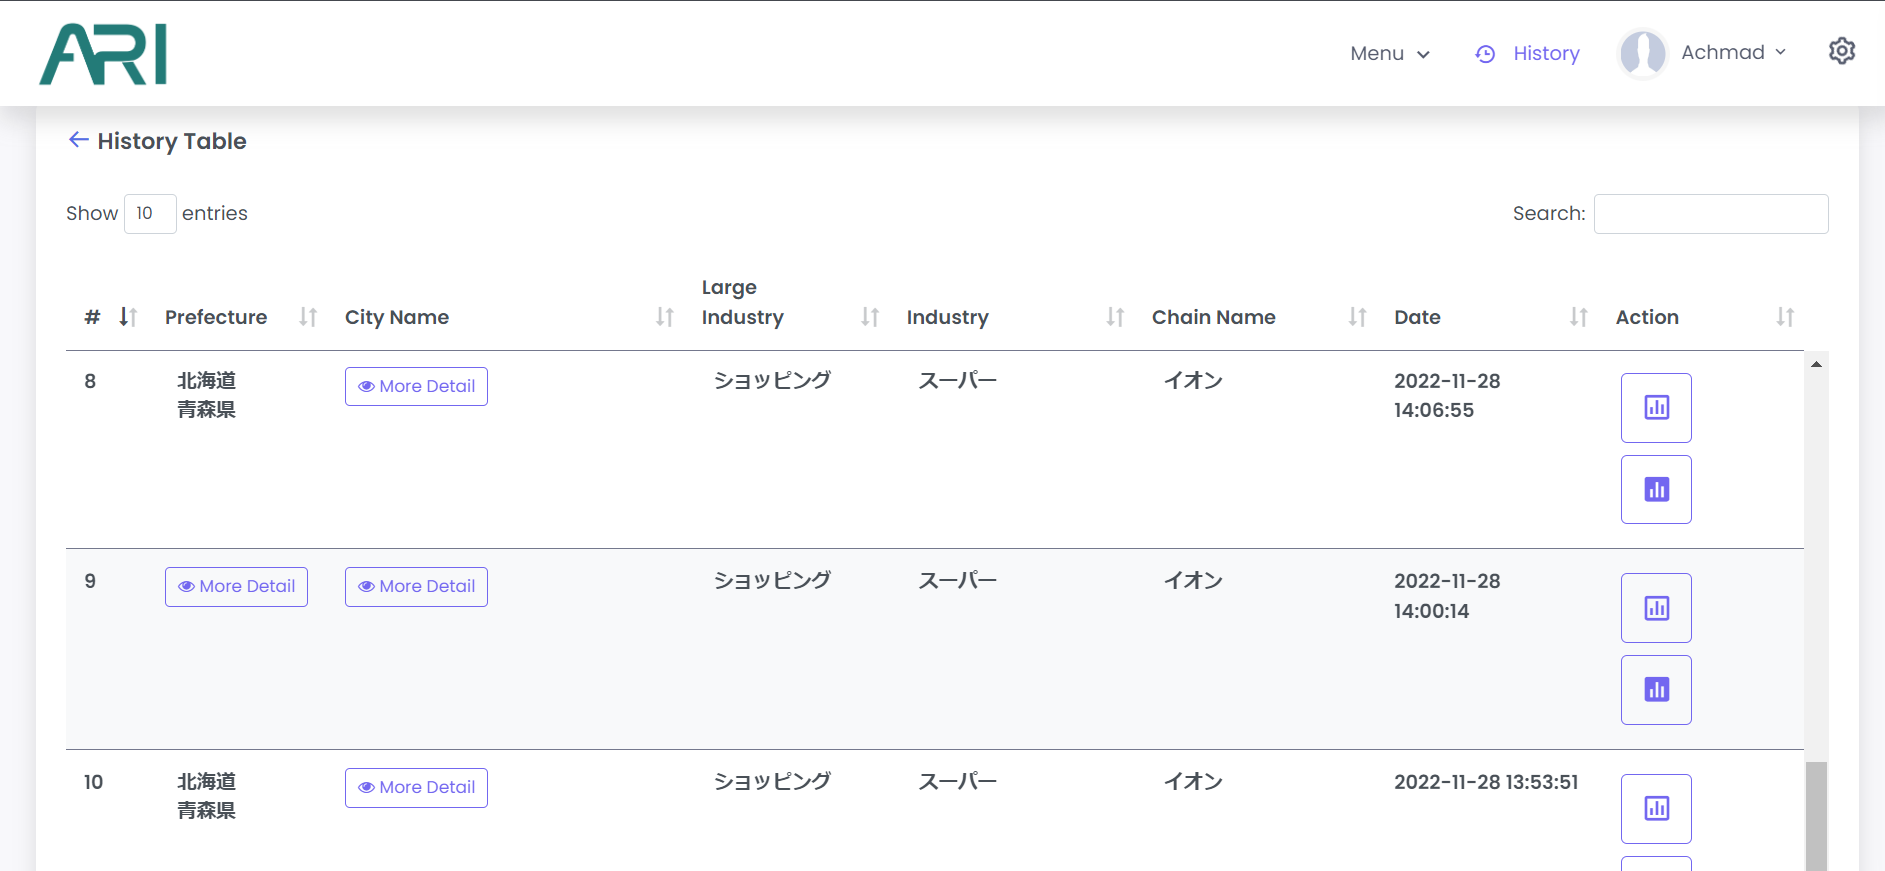 ARI
Menu
History
Achmad
History Table
Show 10 entries
Search:
# Prefecture City Name Large Industry Industry Chain Name Date Action
8 北海道 More Detail ショッピング スーパー イオン 2022-11-28
青森県 14:06:55
9 More Detail More Detail ショッピング スーパー イオン 2022-11-28
14:00:14
10 北海道 More Detail ショッピング スーパー イオン 2022-11-28 13:53:51
青森県